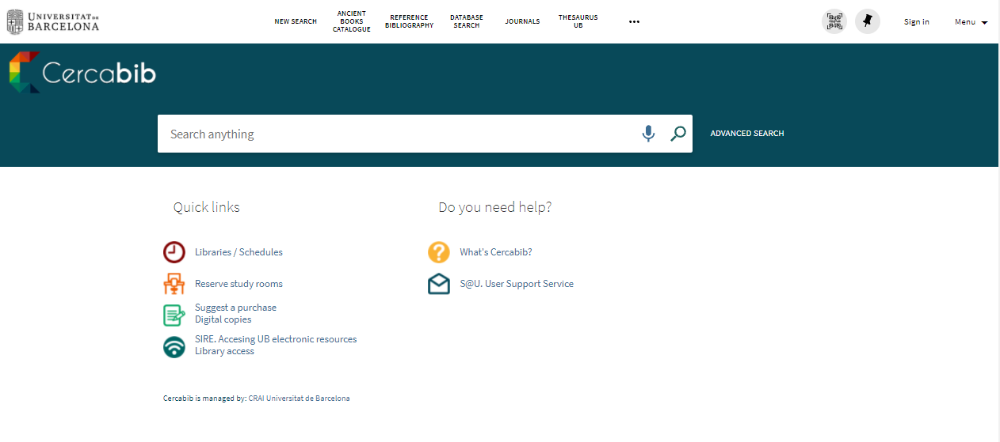 UNIVERSITAT DE
BARCELONA
NEW SEARCH
ANCIENT
BOOKS
CATALOGUE
REFERENCE
BIBLIOGRAPHY
DATABASE
SEARCH
JOURNALS
THESAURUS
UB
Sign in
Menu
Cercabib
Search anything
ADVANCED SEARCH
Quick links
Libraries / Schedules
Reserve study rooms
Suggest a purchase
Digital copies
SIRE. Accesing UB electronic resources
Library access
Do you need help?
What's Cercabib?
S@U. User Support Service
Cercabib is managed by: CRAI Universitat de Barcelona